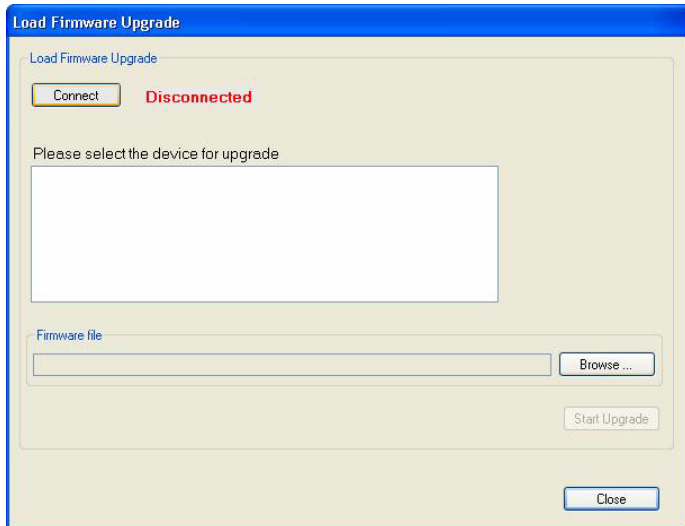 Load Firmware Upgrade
Load Firmware Upgrade
Connect Disconnected
Please select the device for upgrade
Firmware file
Browse ...
Start Upgrade
Close